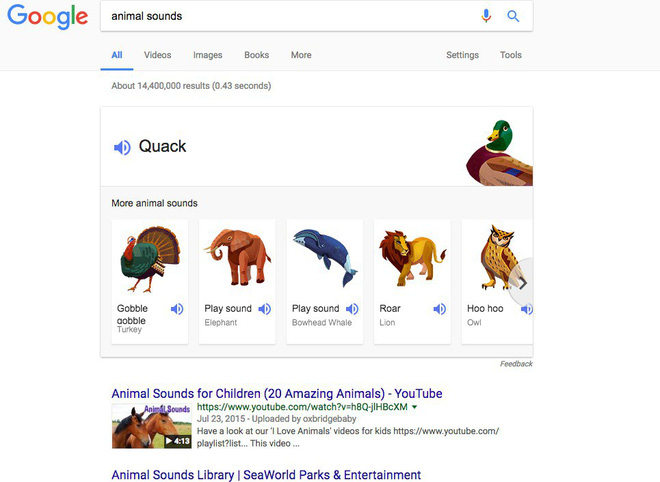 Google
animal sounds
All Videos Images Books More Settings Tools
About 14,400,000 results (0.43 seconds)
Quack
More animal sounds
Gobble gobble
Turkey
Play sound
Elephant
Play sound
Bowhead Whale
Roar
Lion
Hoo hoo
Owl
Feedback
Animal Sounds for Children (20 Amazing Animals) - YouTube
Animal Sounds
4:13
https://www.youtube.com/watch?v=h8Q-jIHBcXM
Jul 23, 2015 - Uploaded by oxbridgebaby
Have a look at our 'I Love Animals' videos for kids https://www.youtube.com/
playlist?list... This video ...
Animal Sounds Library | SeaWorld Parks & Entertainment